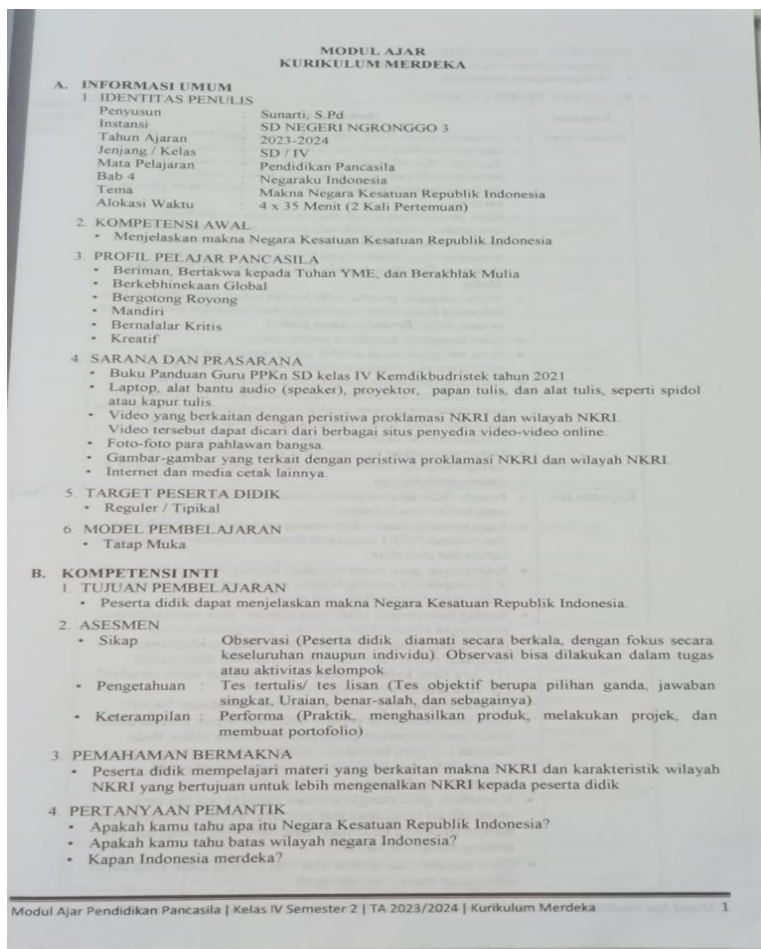 MODUL AJAR
KURIKULUM MERDEKA
A. INFORMASI UMUM
1. IDENTITAS PENULIS
Penyusun : Sunarti, S.Pd
Instansi : SD NEGERI NGRONGGO 3
Tahun Ajaran : 2023-2024
Jenjang / Kelas : SD / IV
Mata Pelajaran : Pendidikan Pancasila
Bab 4 : Negaraku Indonesia
Tema : Makna Negara Kesatuan Republik Indonesia
Alokasi Waktu : 4 x 35 Menit (2 Kali Pertemuan)
2. KOMPETENSI AWAL
• Menjelaskan makna Negara Kesatuan Kesatuan Republik Indonesia
3. PROFIL PELAJAR PANCASILA
• Beriman, Bertakwa kepada Tuhan YME, dan Berakhlak Mulia
• Berkebhinekaan Global
• Bergotong Royong
• Mandiri
• Bernalalar Kritis
• Kreatif
4. SARANA DAN PRASARANA
• Buku Panduan Guru PPKn SD kelas IV Kemdikbudristek tahun 2021.
• Laptop, alat bantu audio (speaker), proyektor, papan tulis, dan alat tulis, seperti spidol
atau kapur tulis.
• Video yang berkaitan dengan peristiwa proklamasi NKRI dan wilayah NKRI.
Video tersebut dapat dicari dari berbagai situs penyedia video-video online.
• Foto-foto para pahlawan bangsa.
• Gambar-gambar yang terkait dengan peristiwa proklamasi NKRI dan wilayah NKRI.
• Internet dan media cetak lainnya.
5. TARGET PESERTA DIDIK
• Reguler / Tipikal
6. MODEL PEMBELAJARAN
• Tatap Muka
B. KOMPETENSI INTI
1. TUJUAN PEMBELAJARAN
• Peserta didik dapat menjelaskan makna Negara Kesatuan Republik Indonesia.
2. ASESMEN
• Sikap : Observasi (Peserta didik diamati secara berkala, dengan fokus secara
keseluruhan maupun individu). Observasi bisa dilakukan dalam tugas
atau aktivitas kelompok.
• Pengetahuan : Tes tertulis/ tes lisan (Tes objektif berupa pilihan ganda, jawaban
singkat, Uraian, benar-salah, dan sebagainya).
• Keterampilan : Performa (Praktik, menghasilkan produk, melakukan projek, dan
membuat portofolio)
3. PEMAHAMAN BERMAKNA
• Peserta didik mempelajari materi yang berkaitan makna NKRI dan karakteristik wilayah
NKRI yang bertujuan untuk lebih mengenalkan NKRI kepada peserta didik
4. PERTANYAAN PEMANTIK
• Apakah kamu tahu apa itu Negara Kesatuan Republik Indonesia?
• Apakah kamu tahu batas wilayah negara Indonesia?
• Kapan Indonesia merdeka?
Modul Ajar Pendidikan Pancasila | Kelas IV Semester 2 | TA 2023/2024 | Kurikulum Merdeka 1